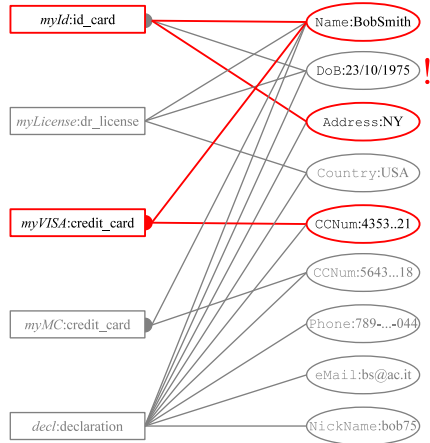 myId:id_card
Name:BobSmith
DoB:23/10/1975
!
myLicense:dr_license
Address:NY
Country:USA
myVISA:credit_card
CCNum:4353..21
CCNum:5643...18
myMC:credit_card
Phone:789-...-044
eMail:bs@ac.it
decl:declaration
NickName:bob75